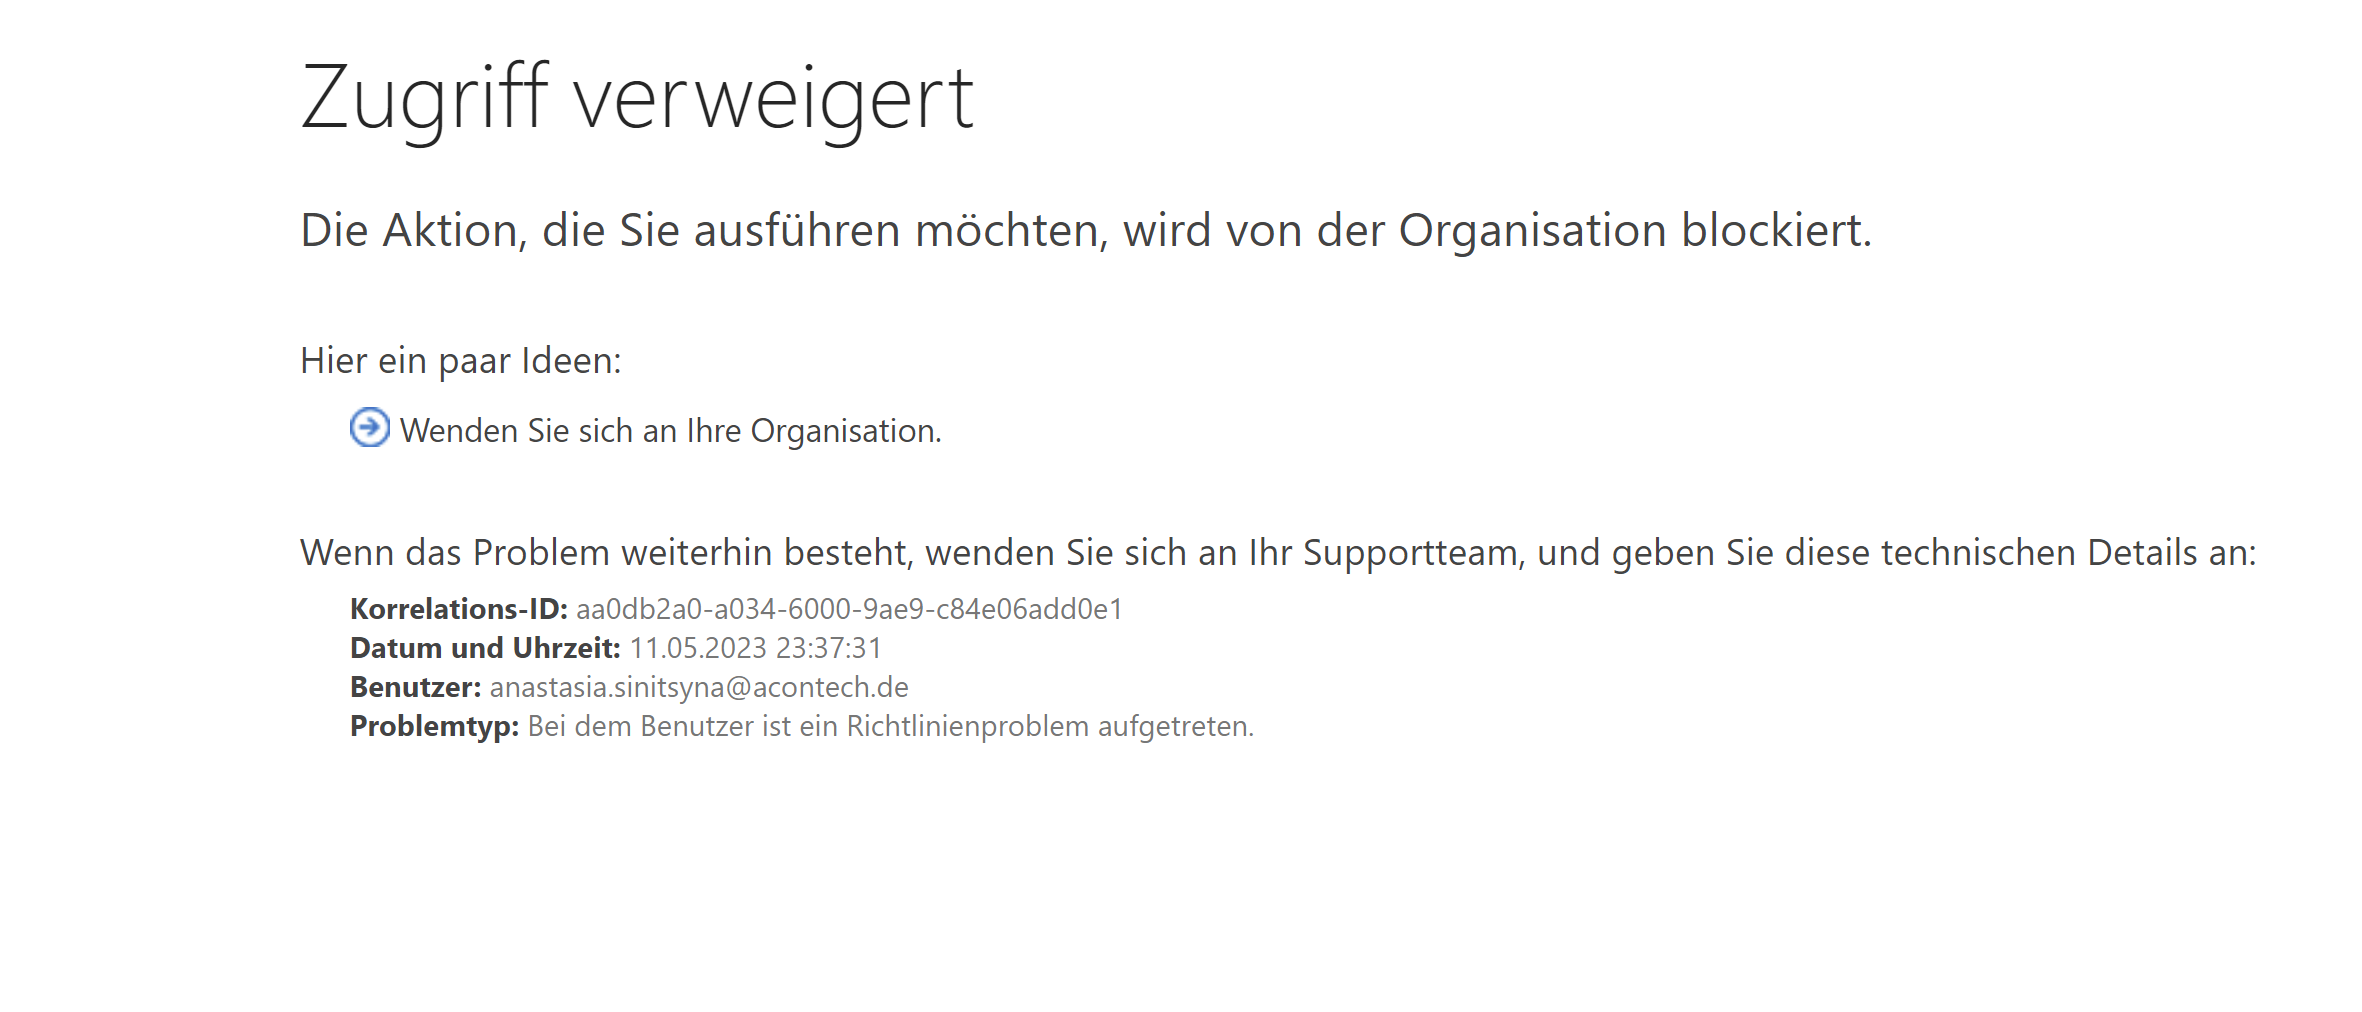 Zugriff verweigert
Die Aktion, die Sie ausführen möchten, wird von der Organisation blockiert.
Hier ein paar Ideen:
Wenden Sie sich an Ihre Organisation.
Wenn das Problem weiterhin besteht, wenden Sie sich an Ihr Supportteam, und geben Sie diese technischen Details an:
Korrelations-ID: aa0db2a0-a034-6000-9ae9-c84e06add0e1
Datum und Uhrzeit: 11.05.2023 23:37:31
Benutzer: anastasia.sinitsyna@acontech.de
Problemtyp: Bei dem Benutzer ist ein Richtlinienproblem aufgetreten.